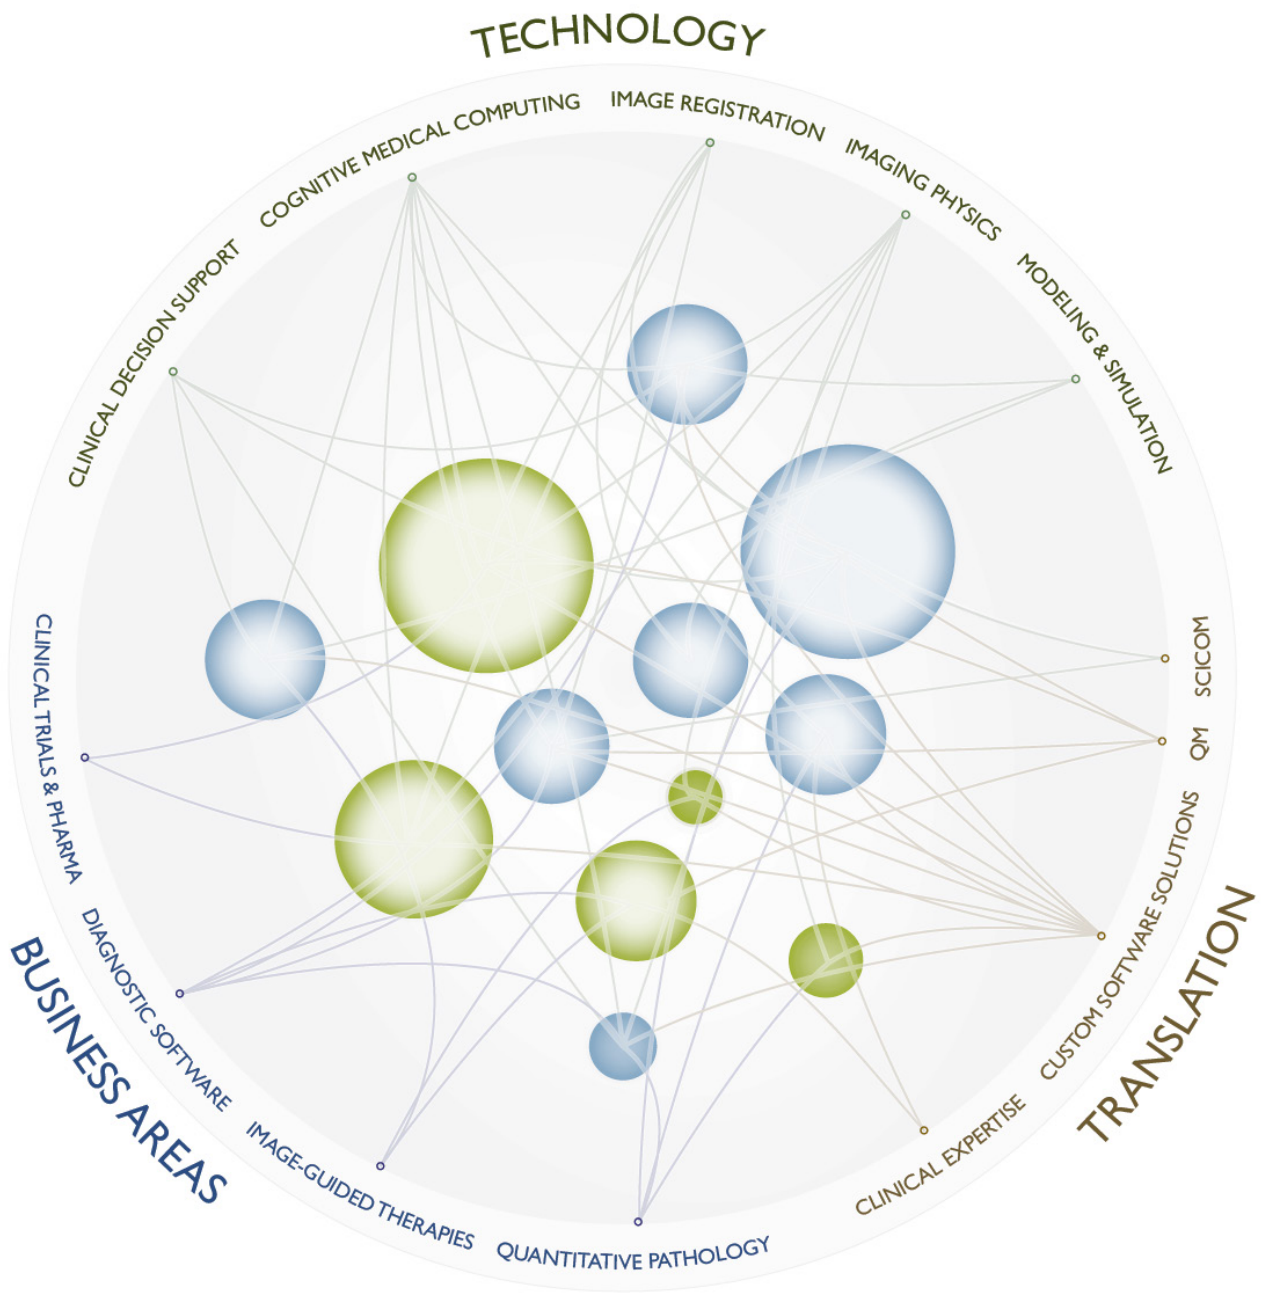 TECHNOLOGY
CLINICAL DECISION SUPPORT
COGNITIVE MEDICAL COMPUTING
IMAGE REGISTRATION
IMAGING PHYSICS
MODELING & SIMULATION
SCICOM
QM
CUSTOM SOFTWARE SOLUTIONS
CLINICAL EXPERTISE
TRANSLATION
CLINICAL TRIALS & PHARMA
DIAGNOSTIC SOFTWARE
IMAGE-GUIDED THERAPIES
QUANTITATIVE PATHOLOGY
BUSINESS AREAS